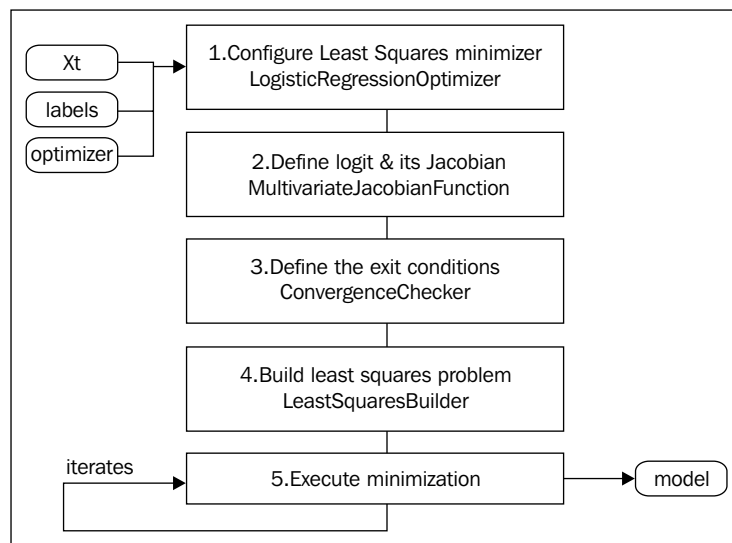 Xt
labels
optimizer
1.Configure Least Squares minimizer
LogisticRegressionOptimizer
2.Define logit & its Jacobian
MultivariateJacobianFunction
3.Define the exit conditions
ConvergenceChecker
4.Build least squares problem
LeastSquaresBuilder
iterates
5.Execute minimization
model